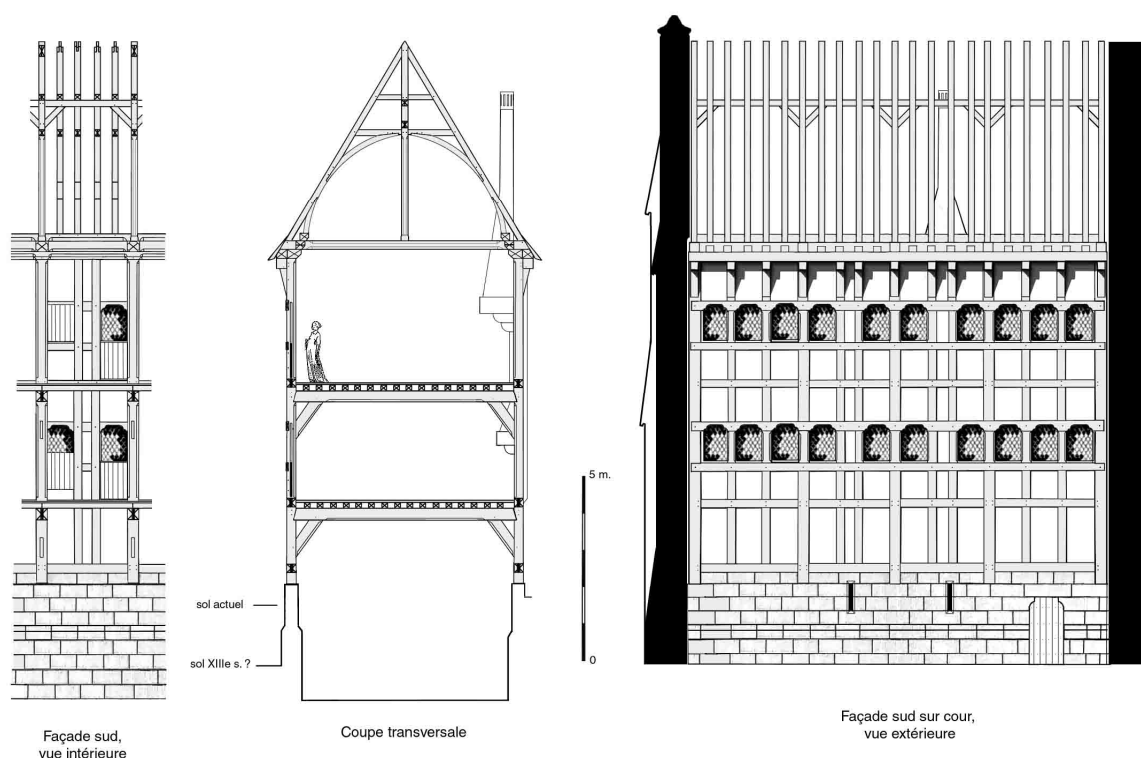 5 m.
sol actuel
sol XIIIe s. ?
0
Façade sud,
vue intérieure
Coupe transversale
Façade sud sur cour,
vue extérieure